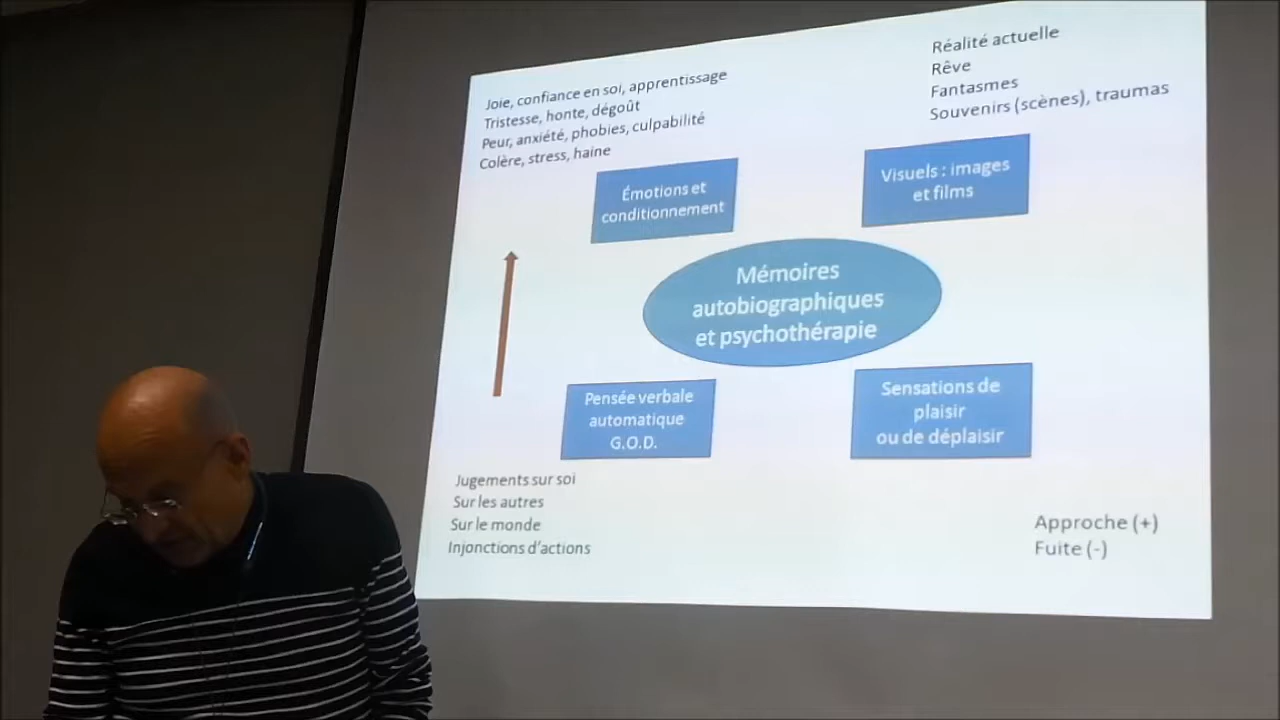 Joie, confiance en soi, apprentissage
Tristesse, honte, dégoût
Peur, anxiété, phobies, culpabilité
Colère, stress, haine
Réalité actuelle
Rêve
Fantasmes
Souvenirs (scènes), traumas
Émotions et
conditionnement
Visuels : images
et films
Mémoires
autobiographiques
et psychothérapie
Pensée verbale
automatique
G.O.D.
Sensations de
plaisir
ou de déplaisir
Jugements sur soi
Sur les autres
Sur le monde
Injonctions d'actions
Approche (+)
Fuite (-)